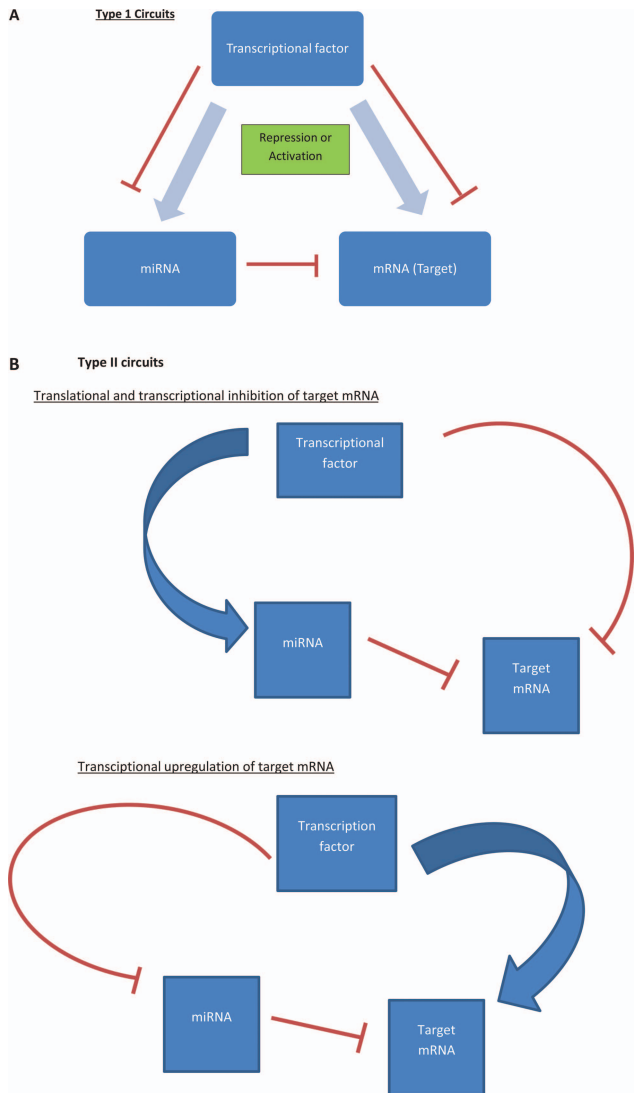 A
Type 1 Circuits
Transcriptional factor
Repression or
Activation
miRNA
mRNA (Target)
B
Type II circuits
Translational and transcriptional inhibition of target mRNA
Transcriptional
factor
miRNA
Target
mRNA
Transciptional upregulation of target mRNA
Transcription
factor
miRNA
Target
mRNA